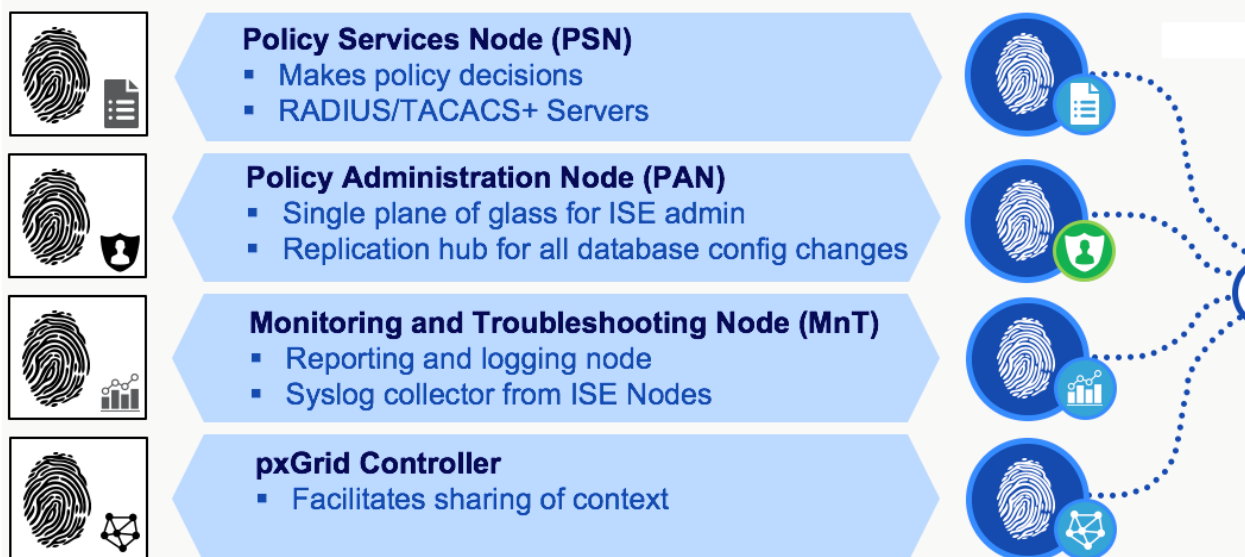 Policy Services Node (PSN)
▪ Makes policy decisions
▪ RADIUS/TACACS+ Servers
Policy Administration Node (PAN)
▪ Single plane of glass for ISE admin
▪ Replication hub for all database config changes
Monitoring and Troubleshooting Node (MnT)
▪ Reporting and logging node
▪ Syslog collector from ISE Nodes
pxGrid Controller
▪ Facilitates sharing of context